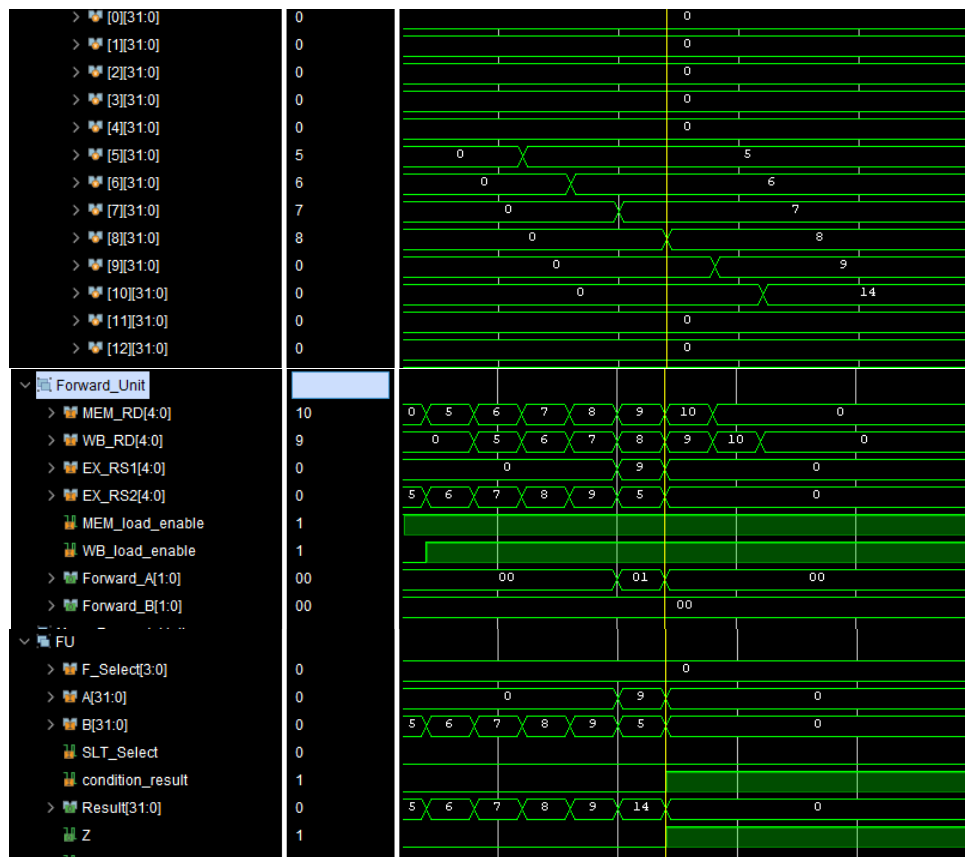 [0][31:0] 0 0
[1][31:0] 0 0
[2][31:0] 0 0
[3][31:0] 0 0
[4][31:0] 0 0
[5][31:0] 5 0 5
[6][31:0] 6 0 6
[7][31:0] 7 0 7
[8][31:0] 8 0 8
[9][31:0] 0 0 9
[10][31:0] 0 0 14
[11][31:0] 0 0
[12][31:0] 0 0
Forward_Unit
MEM_RD[4:0] 10 0 5 6 7 8 9 10 0
WB_RD[4:0] 9 0 5 6 7 8 9 10 0
EX_RS1[4:0] 0 0 9 0
EX_RS2[4:0] 0 5 6 7 8 9 5 0
MEM_load_enable 1
WB_load_enable 1
Forward_A[1:0] 00 00 01 00
Forward_B[1:0] 00 00
FU
F_Select[3:0] 0 0
A[31:0] 0 0 9 0
B[31:0] 0 5 6 7 8 9 5 0
SLT_Select 0
condition_result 1
Result[31:0] 0 5 6 7 8 9 14 0
Z 1